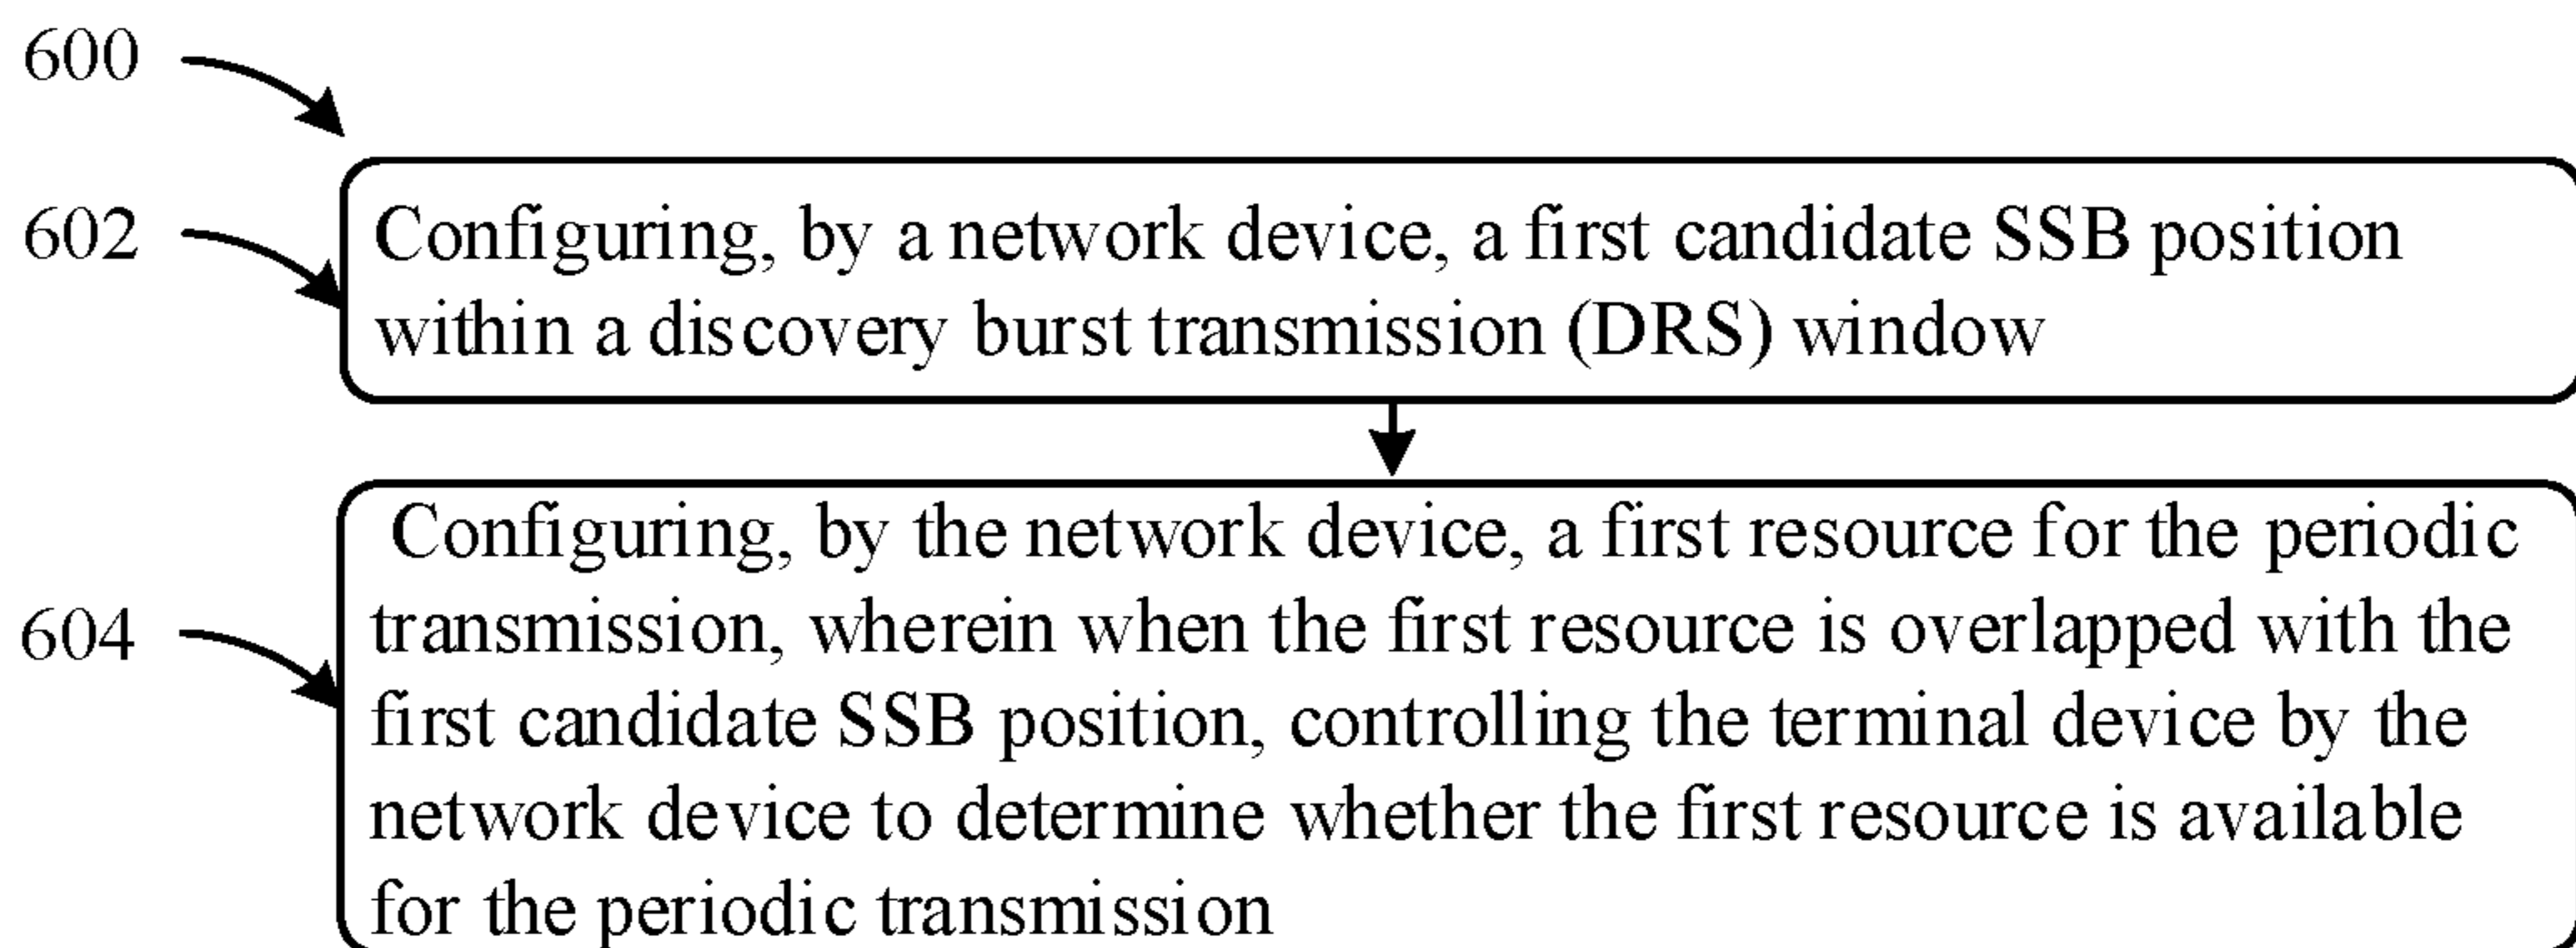 600
602
Configuring, by a network device, a first candidate SSB position
within a discovery burst transmission (DRS) window
604
Configuring, by the network device, a first resource for the periodic
transmission, wherein when the first resource is overlapped with the
first candidate SSB position, controlling the terminal device by the
network device to determine whether the first resource is available
for the periodic transmission